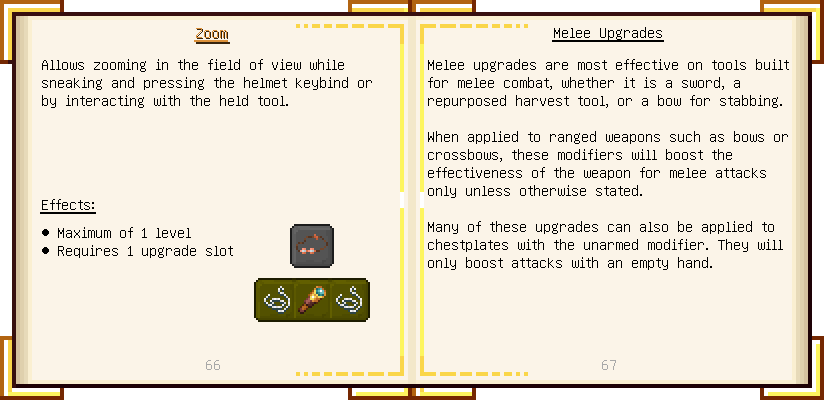 Zoom
Allows zooming in the field of view while
sneaking and pressing the helmet keybind or
by interacting with the held tool.
Effects:
● Maximum of 1 level
● Requires 1 upgrade slot
66
Melee Upgrades
Melee upgrades are most effective on tools built
for melee combat, whether it is a sword, a
repurposed harvest tool, or a bow for stabbing.
When applied to ranged weapons such as bows or
crossbows, these modifiers will boost the
effectiveness of the weapon for melee attacks
only unless otherwise stated.
Many of these upgrades can also be applied to
chestplates with the unarmed modifier. They will
only boost attacks with an empty hand.
67